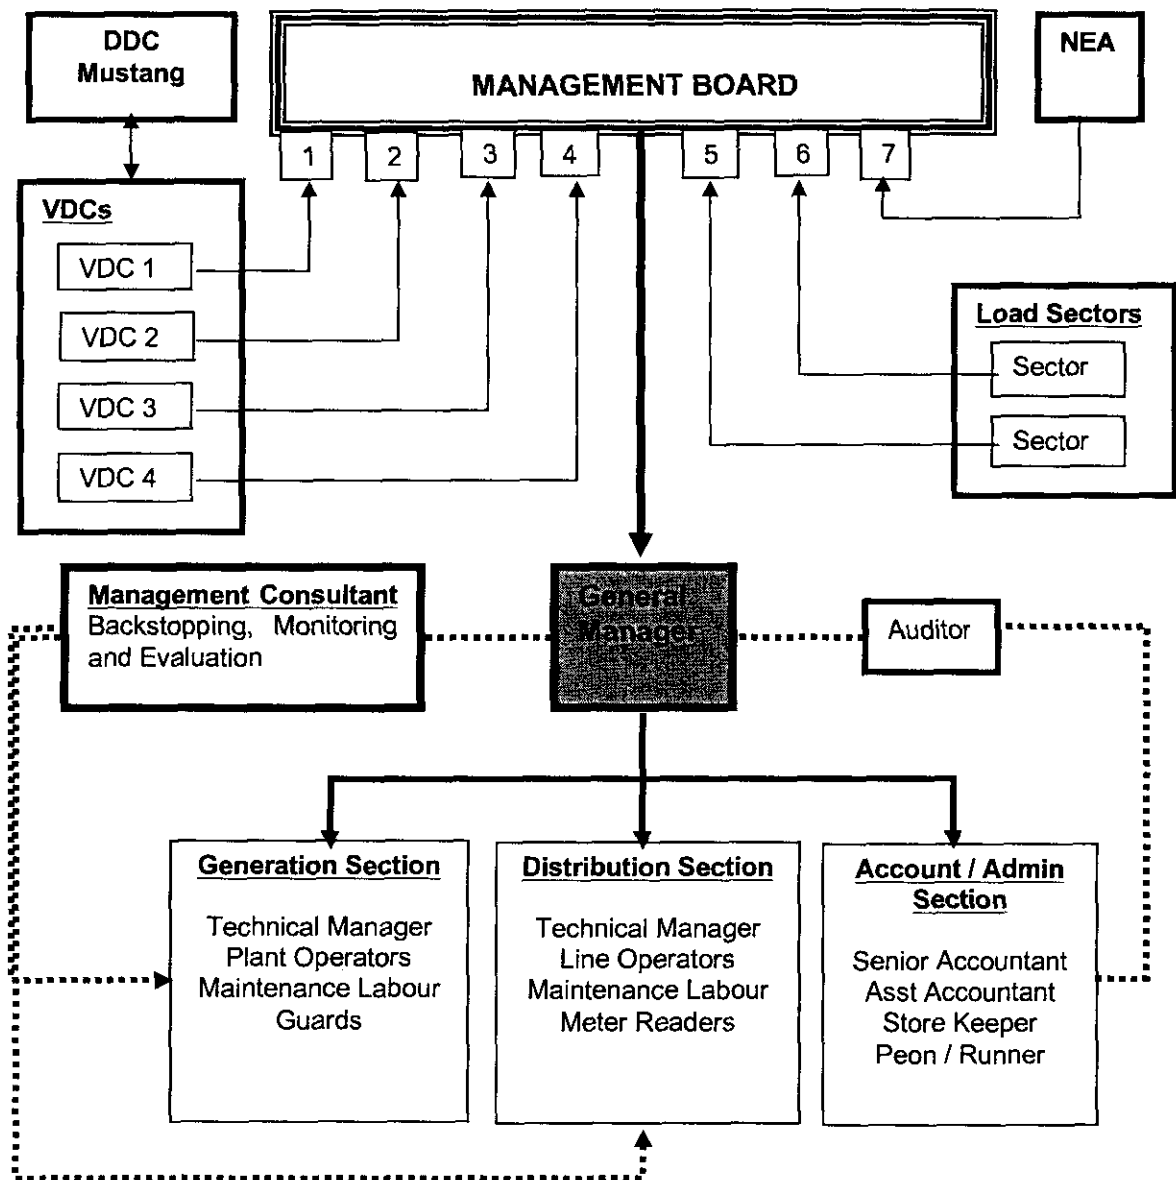 DDC
Mustang
MANAGEMENT BOARD
NEA
1
2
3
4
5
6
7
VDCs
VDC 1
VDC 2
VDC 3
VDC 4
Load Sectors
Sector
Sector
Management Consultant
Backstopping, Monitoring
and Evaluation
General
Manager
Auditor
Generation Section
Technical Manager
Plant Operators
Maintenance Labour
Guards
Distribution Section
Technical Manager
Line Operators
Maintenance Labour
Meter Readers
Account / Admin
Section
Senior Accountant
Asst Accountant
Store Keeper
Peon / Runner